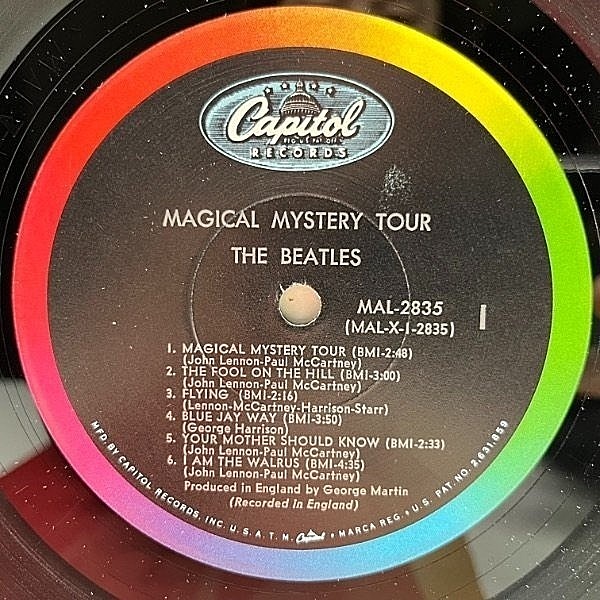 Capitol
REG. U.S. PAT. OFF.
RECORDS
MAGICAL MYSTERY TOUR
THE BEATLES
MAL-2835
(MAL-X-1-2835)
1
1. MAGICAL MYSTERY TOUR (BMI-2:48)
(John Lennon-Paul McCartney)
2. THE FOOL ON THE HILL (BMI-3:00)
(John Lennon-Paul McCartney)
3. FLYING (BMI-2:16)
(Lennon-McCartney-Harrison-Starr)
4. BLUE JAY WAY (BMI-3:50)
(George Harrison)
5. YOUR MOTHER SHOULD KNOW (BMI-2:33)
(John Lennon-Paul McCartney)
6. I AM THE WALRUS (BMI-4:35)
(John Lennon-Paul McCartney)
Produced in England by George Martin
(Recorded in England)
MFD. BY CAPITOL RECORDS, INC. U.S.A. T.M. Capitol • MARCA REG. • U.S. PAT. NO. 2,631,859